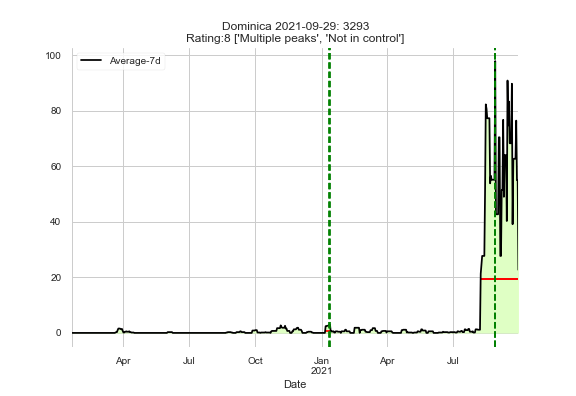 Dominica 2021-09-29: 3293
Rating:8 ['Multiple peaks', 'Not in control']
Average-7d
100
80
60
40
20
0
Apr
Jul
Oct
Jan
2021
Apr
Jul
Date